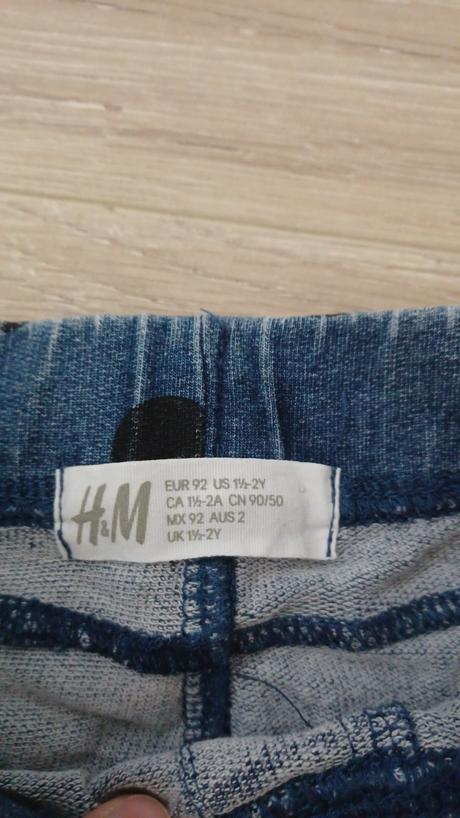 H&M
EUR 92 US 1½-2Y
CA 1½-2A CN 90/50
MX 92 AUS 2
UK 1½-2Y